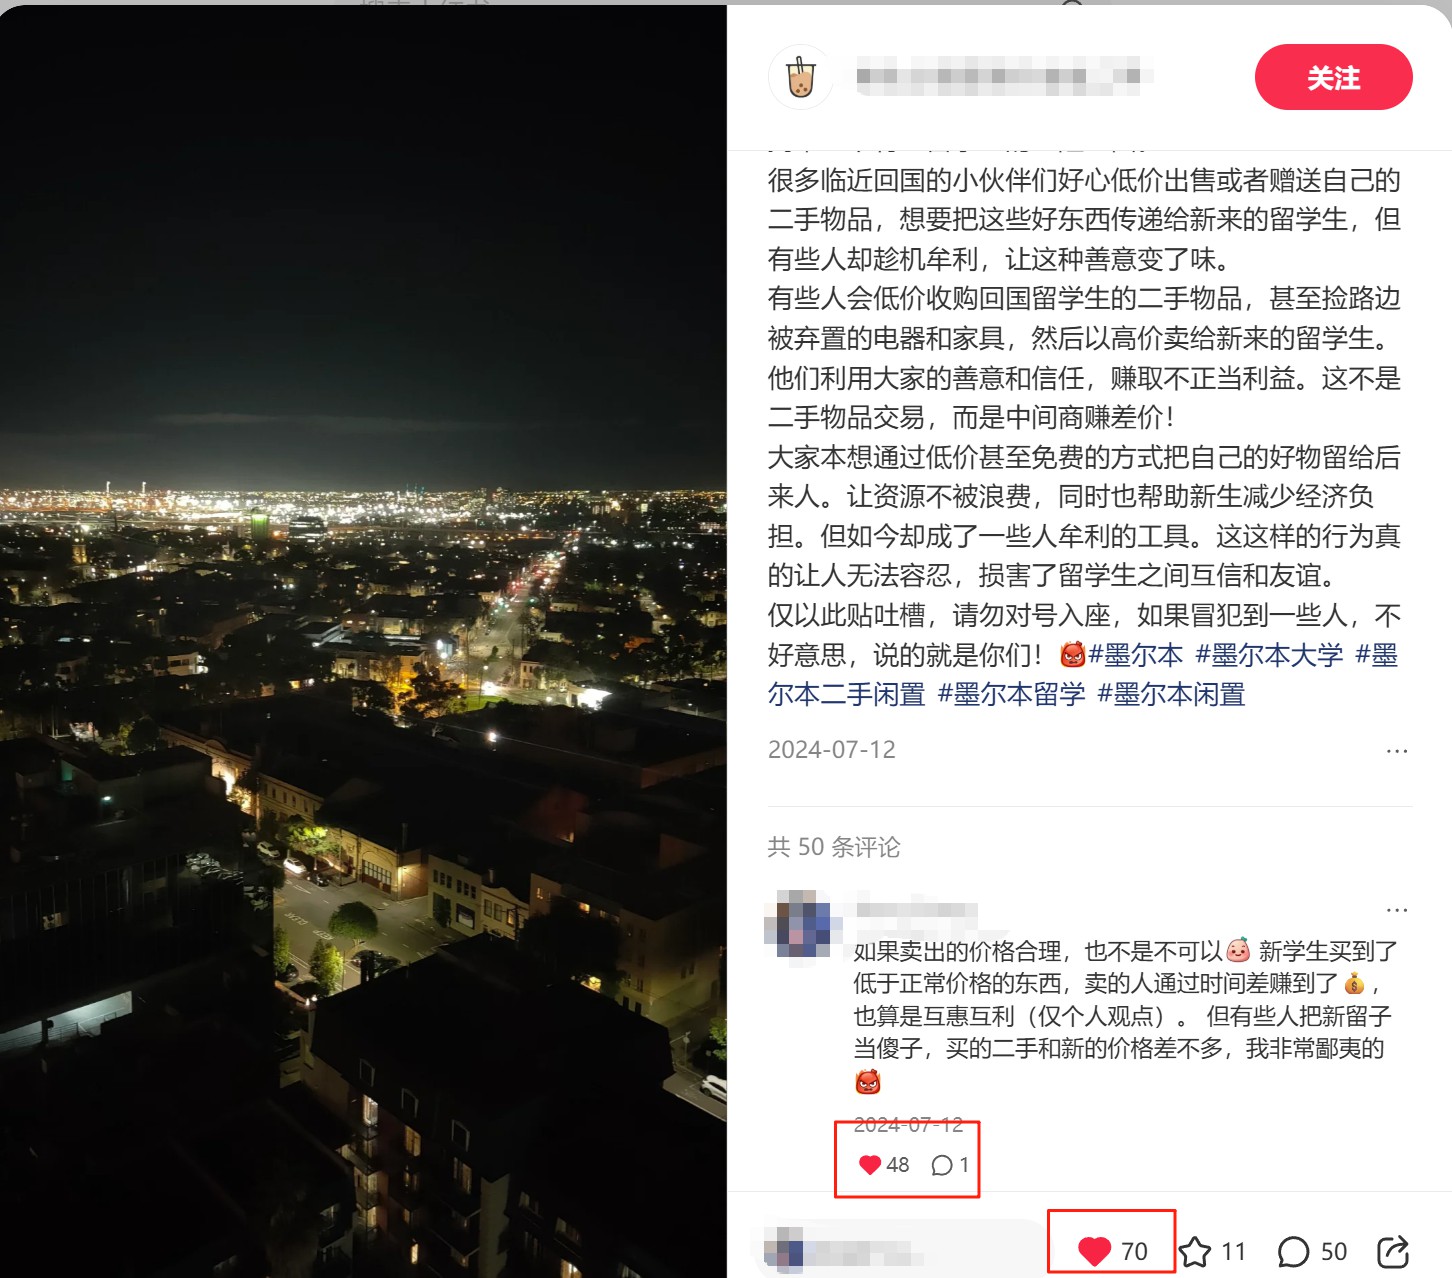 关注
很多临近回国的小伙伴们好心低价出售或者赠送自己的
二手物品，想要把这些好东西传递给新来的留学生，但
有些人却趁机牟利，让这种善意变了味。
有些人会低价收购回国留学生的二手物品，甚至捡路边
被弃置的电器和家具，然后以高价卖给新来的留学生。
他们利用大家的善意和信任，赚取不正当利益。这不是
二手物品交易，而是中间商赚差价！
大家本想通过低价甚至免费的方式把自己的好物留给后
来人。让资源不被浪费，同时也帮助新生减少经济负
担。但如今却成了一些人牟利的工具。这这样的行为真
的让人无法容忍，损害了留学生之间互信和友谊。
仅以此贴吐槽，请勿对号入座，如果冒犯到一些人，不
好意思，说的就是你们！👹#墨尔本 #墨尔本大学 #墨
尔本二手闲置 #墨尔本留学 #墨尔本闲置
2024-07-12
共 50 条评论
如果卖出的价格合理，也不是不可以 新学生买到了
低于正常价格的东西，卖的人通过时间差赚到了💰，
也算是互惠互利（仅个人观点）。 但有些人把新留子
当傻子，买的二手和新的价格差不多，我非常鄙夷的
👹
2024-07-12
48 1
70 11 50